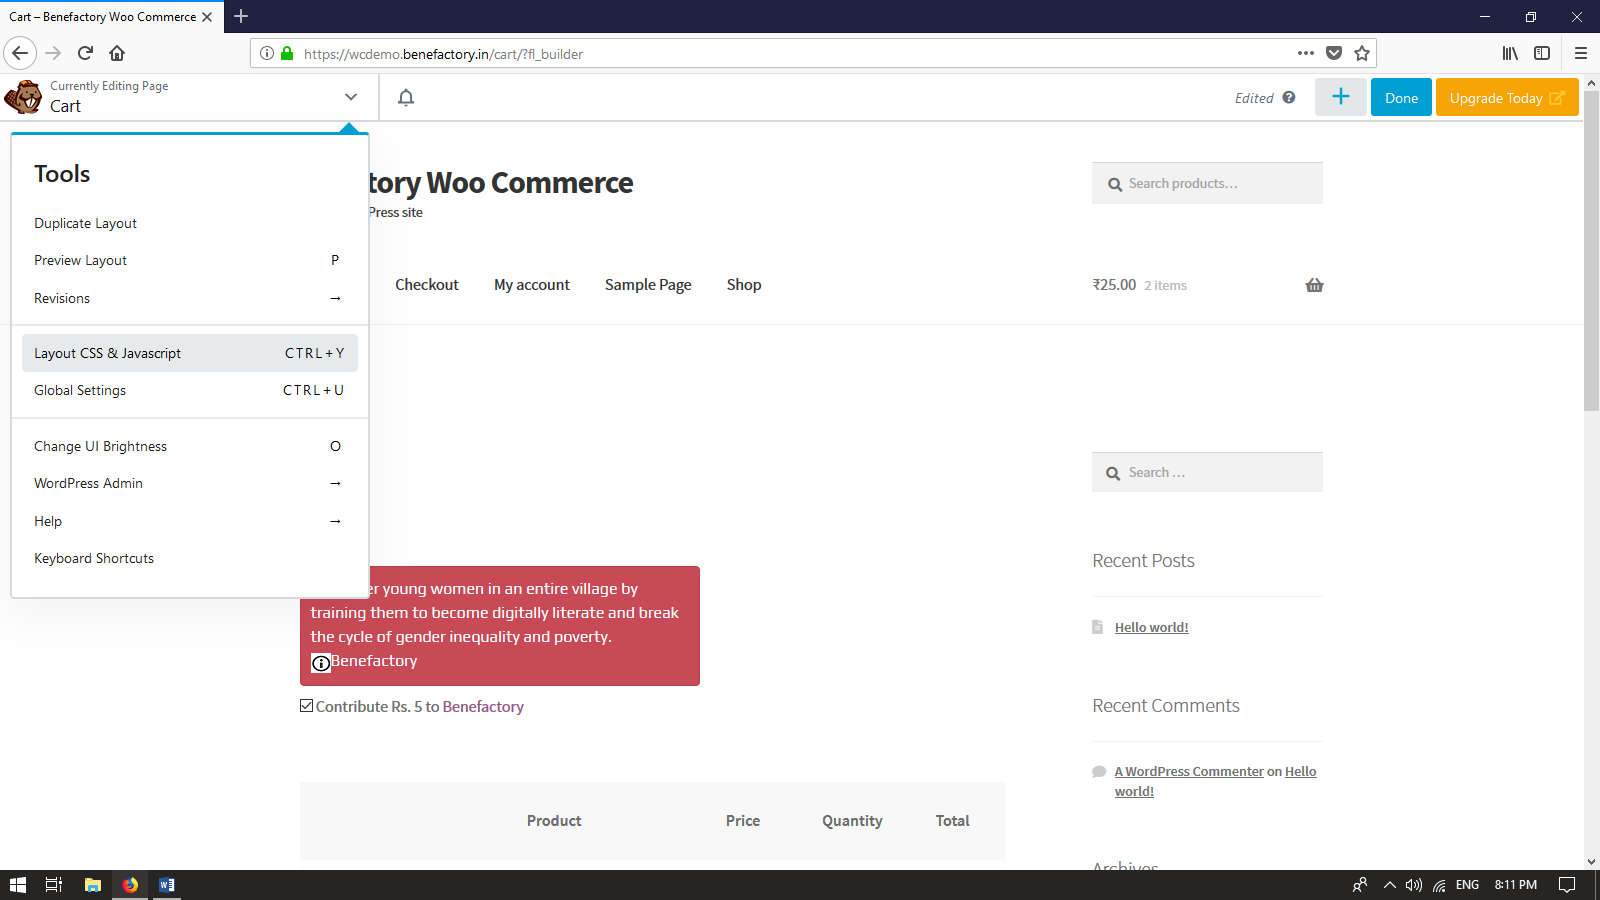 Cart – Benefactory Woo Commerce
https://wcdemo.benefactory.in/cart/?fl_builder
Currently Editing Page
Cart
Edited
Done
Upgrade Today
Tools
Duplicate Layout
Preview Layout P
Revisions →
Layout CSS & Javascript CTRL+Y
Global Settings CTRL+U
Change UI Brightness O
WordPress Admin →
Help →
Keyboard Shortcuts
tory Woo Commerce
Press site
Search products…
Checkout My account Sample Page Shop
₹25.00 2 items
Search …
young women in an entire village by
training them to become digitally literate and break
the cycle of gender inequality and poverty.
Benefactory
Contribute Rs. 5 to Benefactory
Product Price Quantity Total
Recent Posts
Hello world!
Recent Comments
A WordPress Commenter on Hello
world!
Archives
ENG 8:11 PM